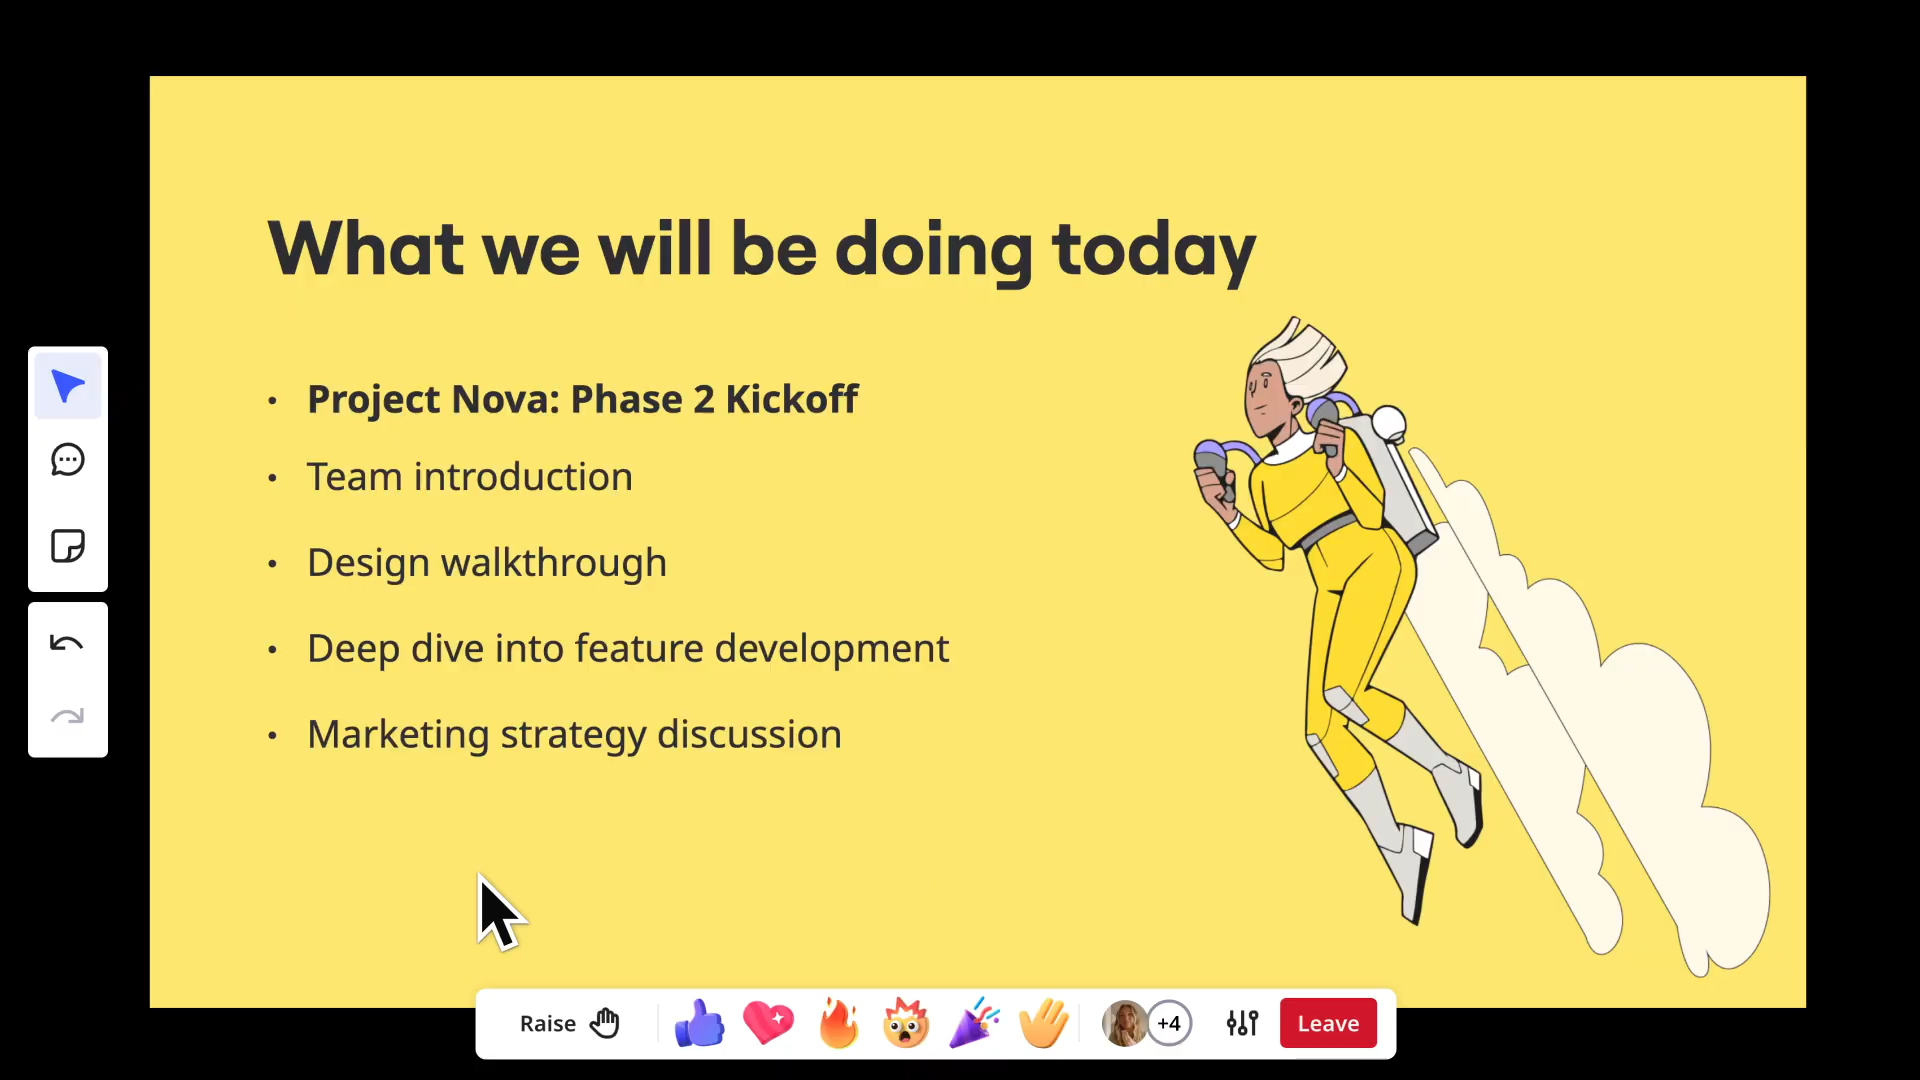 What we will be doing today
• Project Nova: Phase 2 Kickoff
• Team introduction
• Design walkthrough
• Deep dive into feature development
• Marketing strategy discussion
Raise
+4
Leave